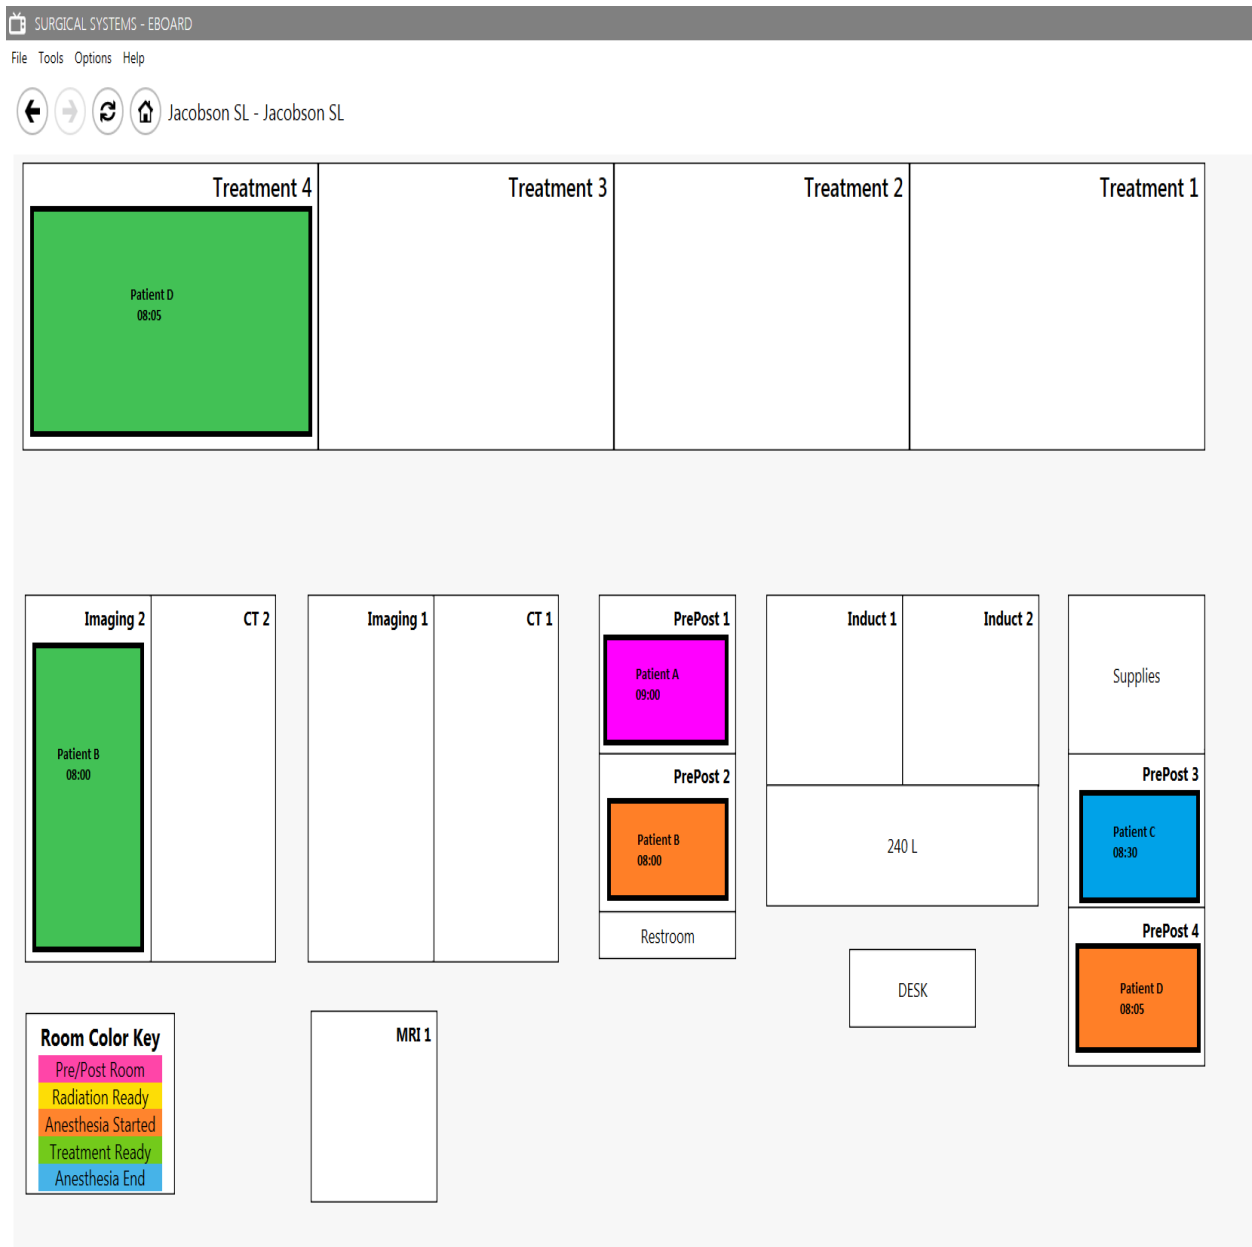 SURGICAL SYSTEMS - EBOARD
File Tools Options Help
Jacobson SL - Jacobson SL
Treatment 4
Treatment 3
Treatment 2
Treatment 1
Patient D
08:05
Imaging 2
CT 2
Imaging 1
CT 1
PrePost 1
Induct 1
Induct 2
Patient A
09:00
Supplies
Patient B
08:00
PrePost 2
PrePost 3
Patient B
08:00
240 L
Patient C
08:30
Restroom
PrePost 4
DESK
Patient D
08:05
Room Color Key
Pre/Post Room
Radiation Ready
Anesthesia Started
Treatment Ready
Anesthesia End
MRI 1